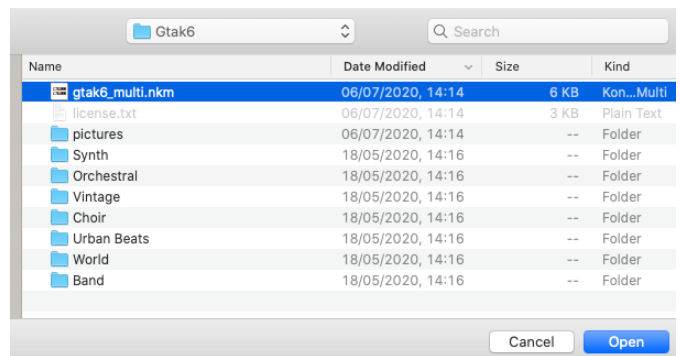 Gtak6 Search
Name Date Modified Size Kind
gtak6_multi.nkm 06/07/2020, 14:14 6 KB Kon...Multi
license.txt 06/07/2020, 14:14 3 KB Plain Text
pictures 06/07/2020, 14:14 -- Folder
Synth 18/05/2020, 14:16 -- Folder
Orchestral 18/05/2020, 14:16 -- Folder
Vintage 18/05/2020, 14:16 -- Folder
Choir 18/05/2020, 14:16 -- Folder
Urban Beats 18/05/2020, 14:16 -- Folder
World 18/05/2020, 14:16 -- Folder
Band 18/05/2020, 14:16 -- Folder
Cancel Open